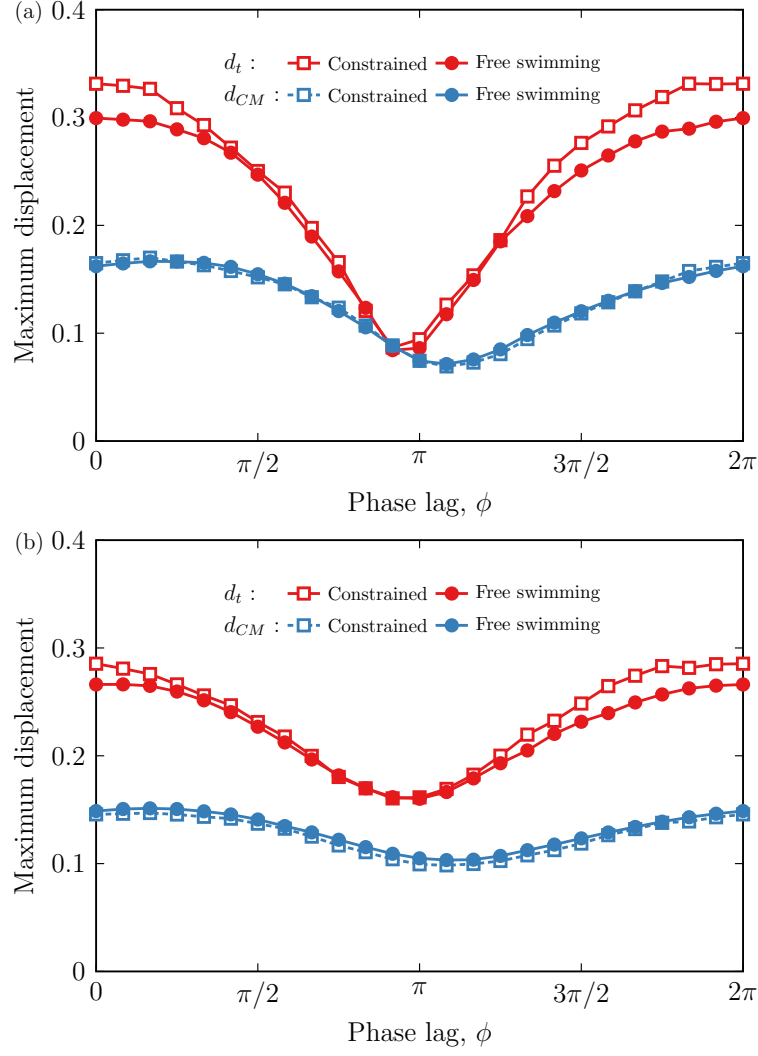 (a)
0.4
d_t : Constrained Free swimming
d_CM : Constrained Free swimming
0.3
Maximum displacement
0.2
0.1
0
0 π/2 π 3π/2 2π
Phase lag, ϕ
(b)
0.4
d_t : Constrained Free swimming
d_CM : Constrained Free swimming
0.3
Maximum displacement
0.2
0.1
0
0 π/2 π 3π/2 2π
Phase lag, ϕ